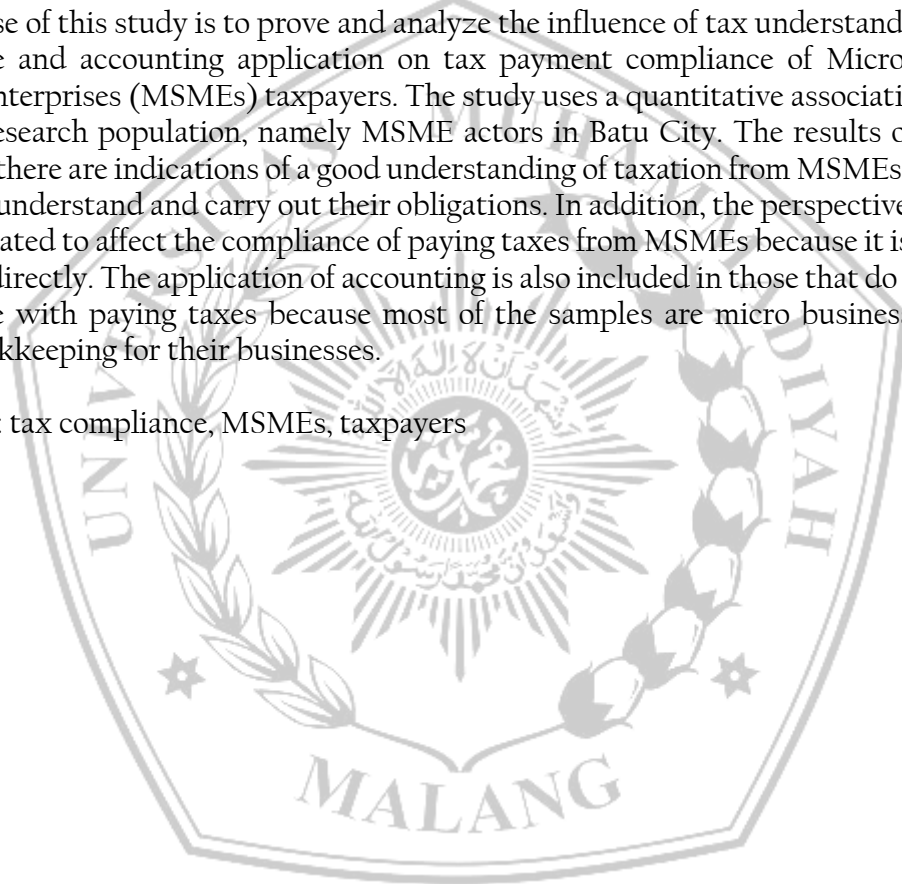 se of this study is to prove and analyze the influence of tax understand
e and accounting application on tax payment compliance of Micro
nterprises (MSMEs) taxpayers. The study uses a quantitative associati
esearch population, namely MSME actors in Batu City. The results o
there are indications of a good understanding of taxation from MSMEs
understand and carry out their obligations. In addition, the perspective
ated to affect the compliance of paying taxes from MSMEs because it is
directly. The application of accounting is also included in those that do
e with paying taxes because most of the samples are micro busines
kkeeping for their businesses.
: tax compliance, MSMEs, taxpayers
UNIVERSITAS MUHAMMADIYAH
MALANG